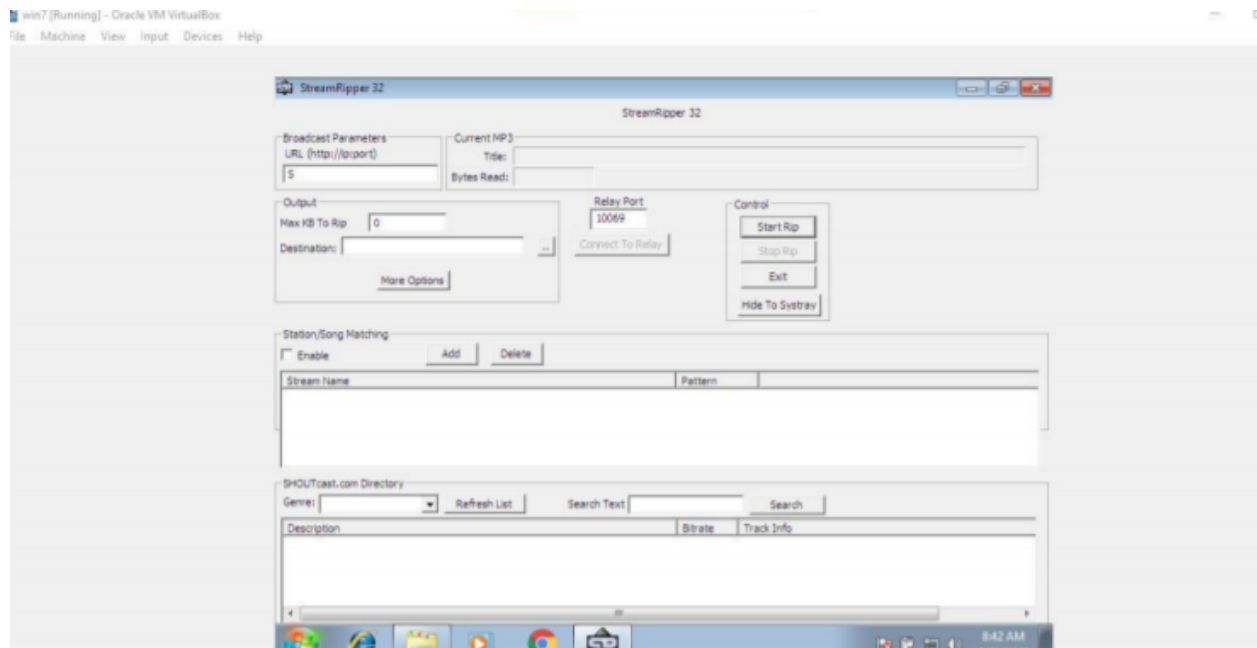 win7 [Running] - Oracle VM VirtualBox
File Machine View Input Devices Help
StreamRipper 32
StreamRipper 32
Broadcast Parameters
URL (http://ip:port)
S
Current MP3
Title:
Bytes Read:
Output
Max KB To Rip 0
Destination: ...
More Options
Relay Port
10069
Connect To Relay
Control
Start Rip
Stop Rip
Exit
Hide To Systray
Station/Song Matching
Enable Add Delete
Stream Name Pattern
SHOUTcast.com Directory
Genre: Refresh List Search Text Search
Description Bitrate Track Info
8:42 AM